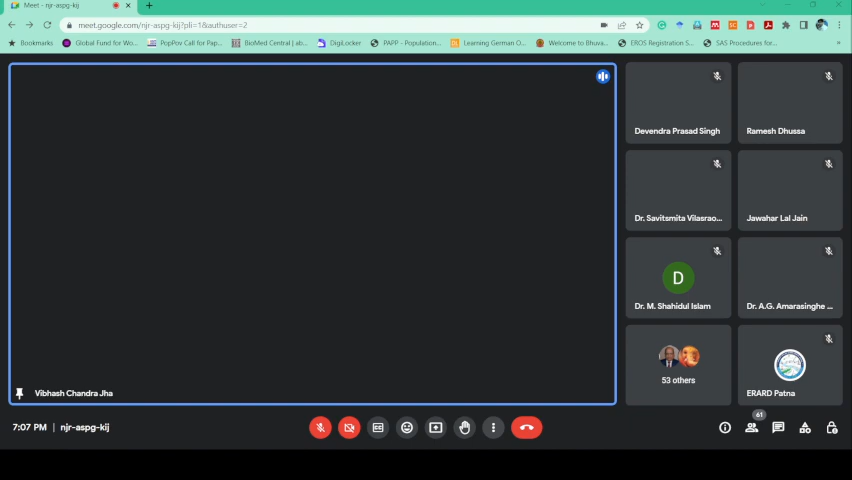 Meet - njr-aspg-kij
meet.google.com/njr-aspg-kij?pli=1&authuser=2
Bookmarks
Global Fund for Wo...
PopPov Call for Pap...
BioMed Central | ab...
DigiLocker
PAPP - Population...
Learning German O...
Welcome to Bhuva...
EROS Registration S...
SAS Procedures for...
Devendra Prasad Singh
Ramesh Dhussa
Dr. Savitsmita Vilasrao...
Jawahar Lal Jain
D
Dr. M. Shahidul Islam
Dr. A.G. Amarasinghe ...
53 others
ERARD Patna
Vibhash Chandra Jha
7:07 PM | njr-aspg-kij
61